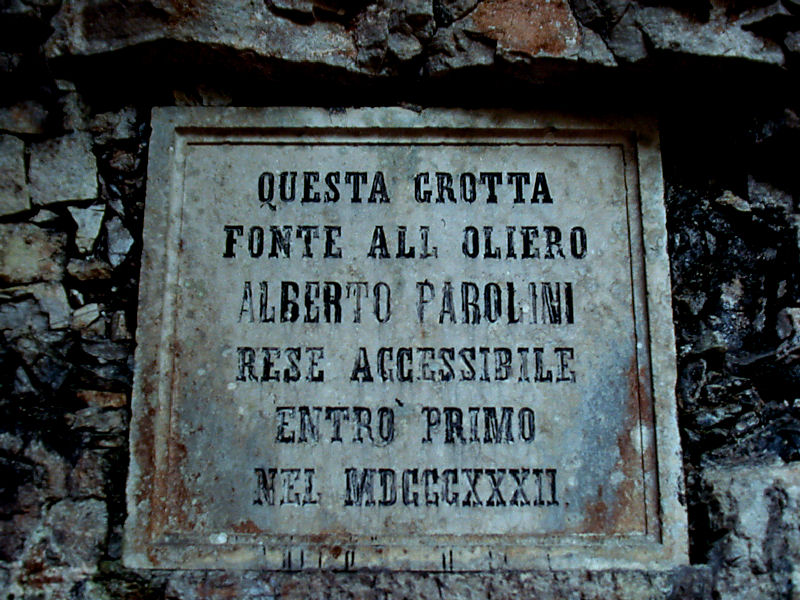 QUESTA GROTTA
FONTE ALL OLIERO
ALBERTO PAROLINI
RESE ACCESSIBILE
ENTRÒ PRIMO
NEL MDCCCXXXII